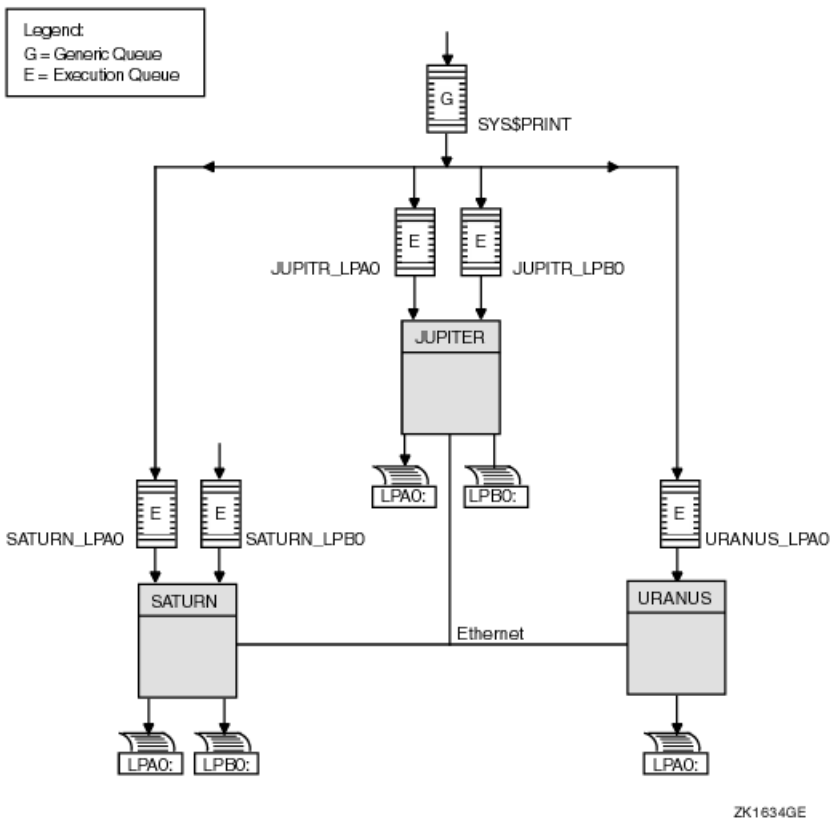 Legend:
G = Generic Queue
E = Execution Queue
G
SYS$PRINT
E
E
JUPITR_LPA0
JUPITR_LPB0
JUPITER
LPA0:
LPB0:
E
E
E
SATURN_LPA0
SATURN_LPB0
URANUS_LPA0
SATURN
URANUS
Ethernet
LPA0:
LPB0:
LPA0:
ZK1634GE